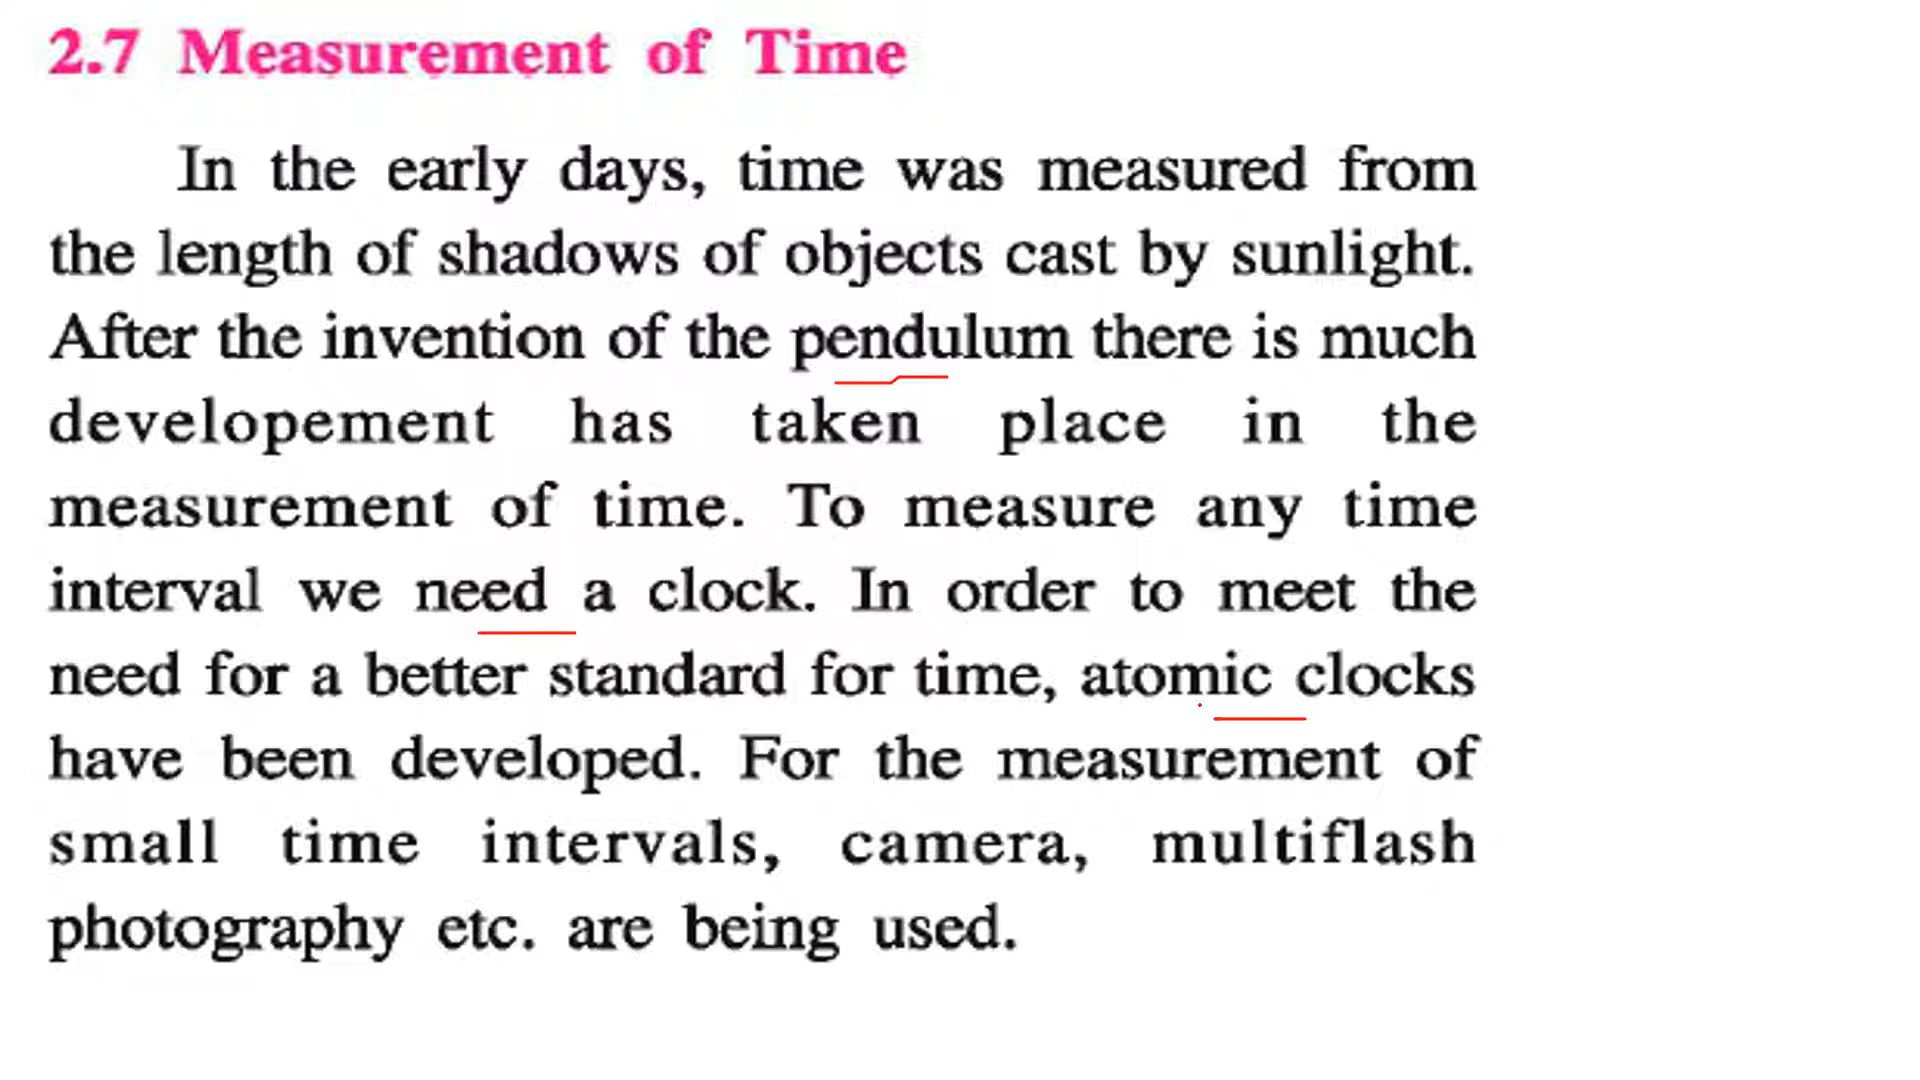 2.7 Measurement of Time
In the early days, time was measured from
the length of shadows of objects cast by sunlight.
After the invention of the pendulum there is much
developement has taken place in the
measurement of time. To measure any time
interval we need a clock. In order to meet the
need for a better standard for time, atomic clocks
have been developed. For the measurement of
small time intervals, camera, multiflash
photography etc. are being used.